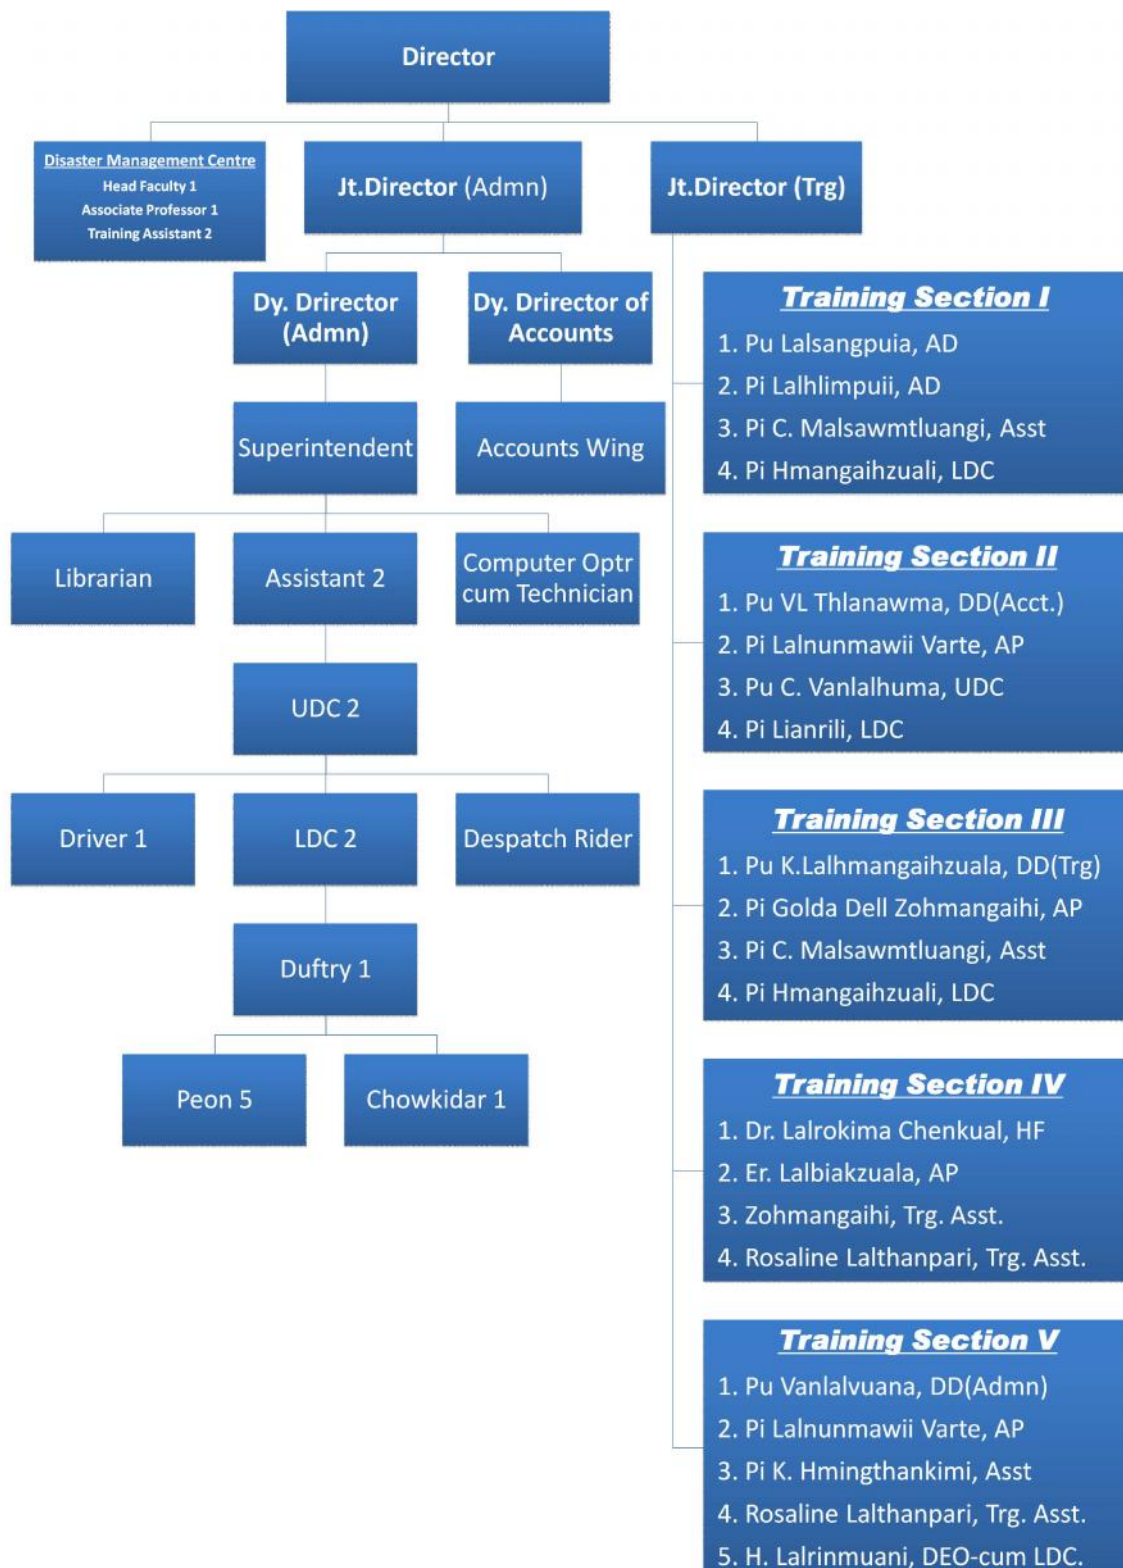 Director
Disaster Management Centre
Head Faculty 1
Associate Professor 1
Training Assistant 2
Jt.Director (Admn)
Jt.Director (Trg)
Dy. Drirector
(Admn)
Dy. Drirector of
Accounts
Superintendent
Accounts Wing
Librarian
Assistant 2
Computer Optr
cum Technician
UDC 2
Driver 1
LDC 2
Despatch Rider
Duftry 1
Peon 5
Chowkidar 1
Training Section I
1. Pu Lalsangpuia, AD
2. Pi Lalhlimpuii, AD
3. Pi C. Malsawmtluangi, Asst
4. Pi Hmangaihzuali, LDC
Training Section II
1. Pu VL Thlanawma, DD(Acct.)
2. Pi Lalnunmawii Varte, AP
3. Pu C. Vanlalhuma, UDC
4. Pi Lianrili, LDC
Training Section III
1. Pu K.Lalhmangaihzuala, DD(Trg)
2. Pi Golda Dell Zohmangaihi, AP
3. Pi C. Malsawmtluangi, Asst
4. Pi Hmangaihzuali, LDC
Training Section IV
1. Dr. Lalrokima Chenkual, HF
2. Er. Lalbiakzuala, AP
3. Zohmangaihi, Trg. Asst.
4. Rosaline Lalthanpari, Trg. Asst.
Training Section V
1. Pu Vanlalvuana, DD(Admn)
2. Pi Lalnunmawii Varte, AP
3. Pi K. Hmingthankimi, Asst
4. Rosaline Lalthanpari, Trg. Asst.
5. H. Lalrinmuani, DEO-cum LDC.